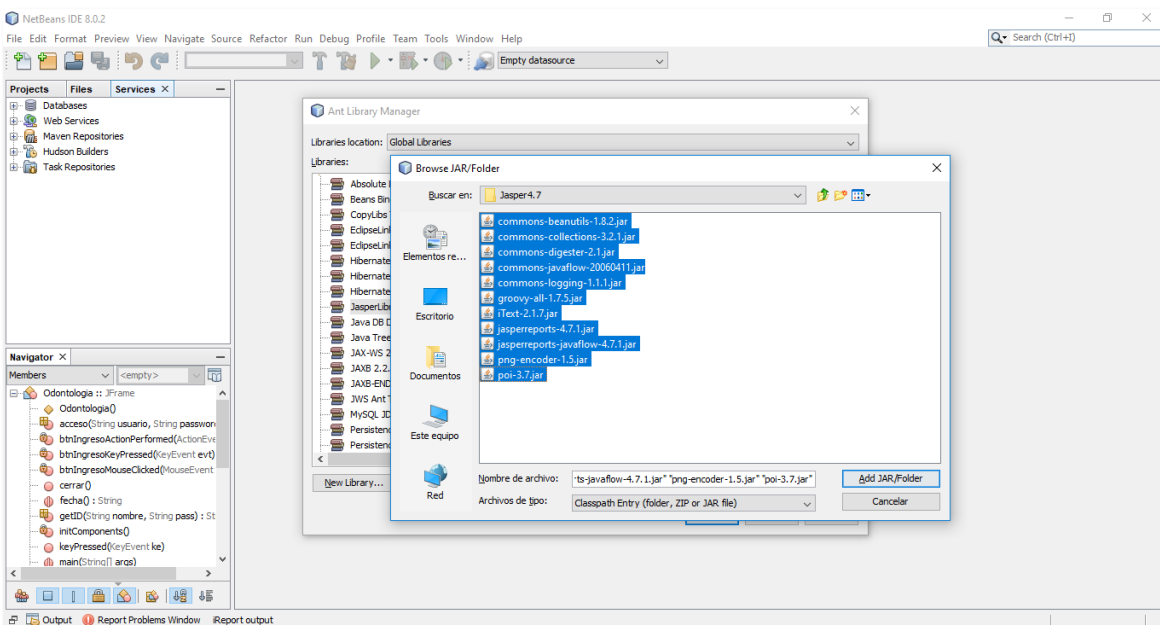 NetBeans IDE 8.0.2
File Edit Format Preview View Navigate Source Refactor Run Debug Profile Team Tools Window Help
Search (Ctrl+I)
Empty datasource
Projects Files Services
Databases
Web Services
Maven Repositories
Hudson Builders
Task Repositories
Ant Library Manager
Libraries location: Global Libraries
Libraries:
Absolute
Beans Bin
CopyLibs
EclipseLin
EclipseLin
Hibernate
Hibernate
Hibernate
JasperLib
Java DB D
Java Tree
JAX-WS 2
JAXB 2.2.
JAXB-END
JWS Ant
MySQL JD
Persistenc
Persistenc
New Library...
Browse JAR/Folder
Buscar en: Jasper4.7
Elementos re...
Escritorio
Documentos
Este equipo
Red
commons-beanutils-1.8.2.jar
commons-collections-3.2.1.jar
commons-digester-2.1.jar
commons-javaflow-20060411.jar
commons-logging-1.1.1.jar
groovy-all-1.7.5.jar
iText-2.1.7.jar
jasperreports-4.7.1.jar
jasperreports-javaflow-4.7.1.jar
png-encoder-1.5.jar
poi-3.7.jar
Nombre de archivo: ts-javaflow-4.7.1.jar" "png-encoder-1.5.jar" "poi-3.7.jar"
Add JAR/Folder
Archivos de tipo: Classpath Entry (folder, ZIP or JAR file)
Cancelar
Navigator
Members <empty>
Odontologia :: JFrame
Odontologia()
acceso(String usuario, String passwor
btnIngresoActionPerformed(ActionEve
btnIngresoKeyPressed(KeyEvent evt)
btnIngresoMouseClicked(MouseEvent
cerrar()
fecha() : String
getID(String nombre, String pass) : St
initComponents()
keyPressed(KeyEvent ke)
main(String[] args)
Output Report Problems Window iReport output